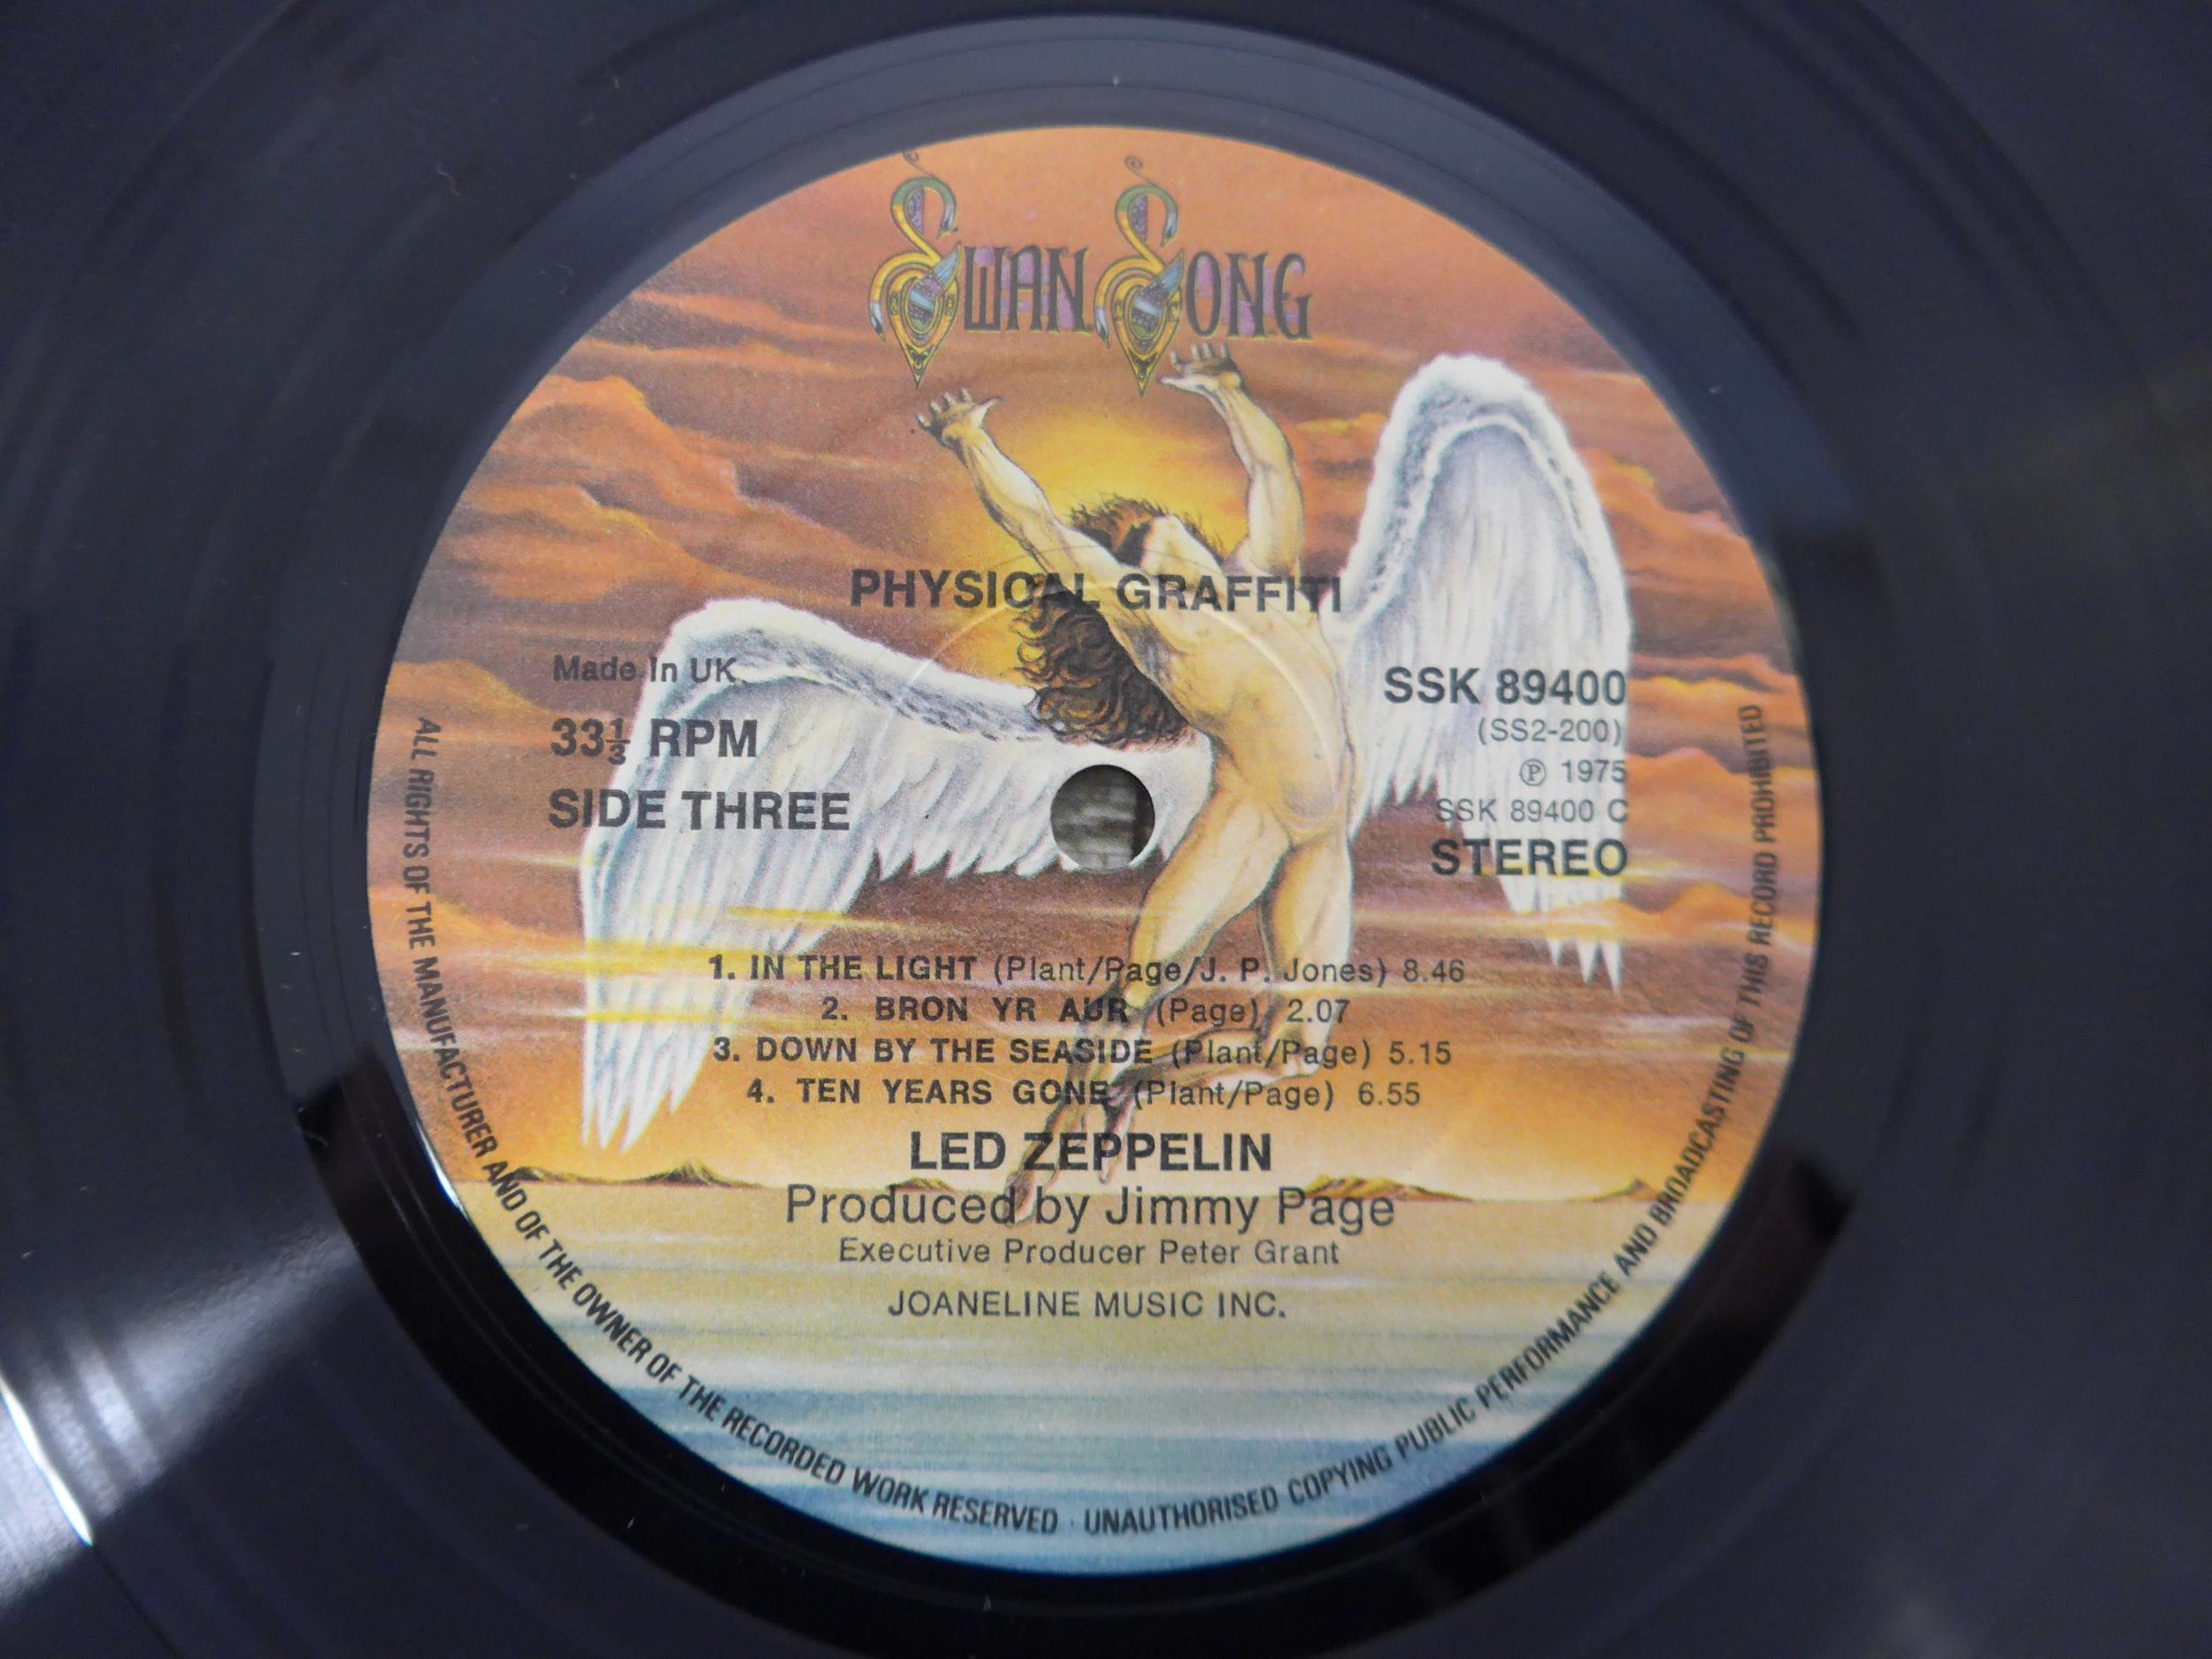 SWAN SONG
PHYSICAL GRAFFITI
Made in UK.
33⅓ RPM
SIDE THREE
SSK 89400
(SS2-200)
℗ 1975
SSK 89400 C
STEREO
1. IN THE LIGHT (Plant/Page/J. P. Jones) 8.46
2. BRON YR AUR (Page) 2.07
3. DOWN BY THE SEASIDE (Plant/Page) 5.15
4. TEN YEARS GONE (Plant/Page) 6.55
LED ZEPPELIN
Produced by Jimmy Page
Executive Producer Peter Grant
JOANELINE MUSIC INC.
ALL RIGHTS OF THE MANUFACTURER AND OF THE OWNER OF THE RECORDED WORK RESERVED · UNAUTHORISED COPYING PUBLIC PERFORMANCE AND BROADCASTING OF THIS RECORD PROHIBITED